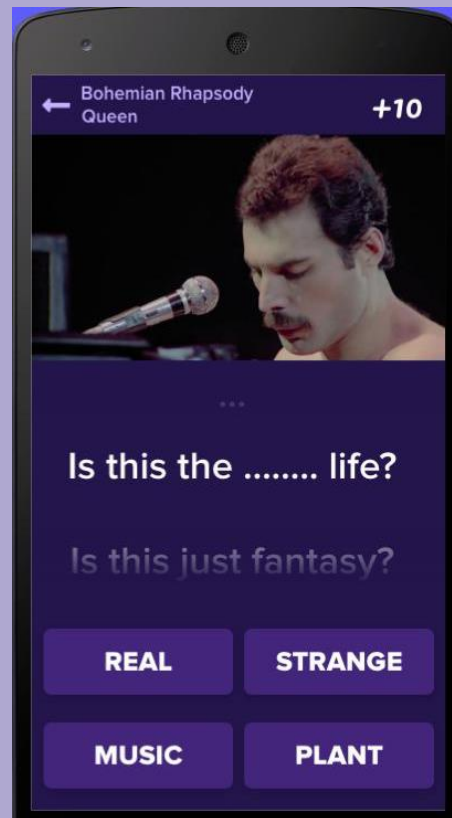 Bohemian Rhapsody
Queen
+10
...
Is this the ........ life?
Is this just fantasy?
REAL
STRANGE
MUSIC
PLANT